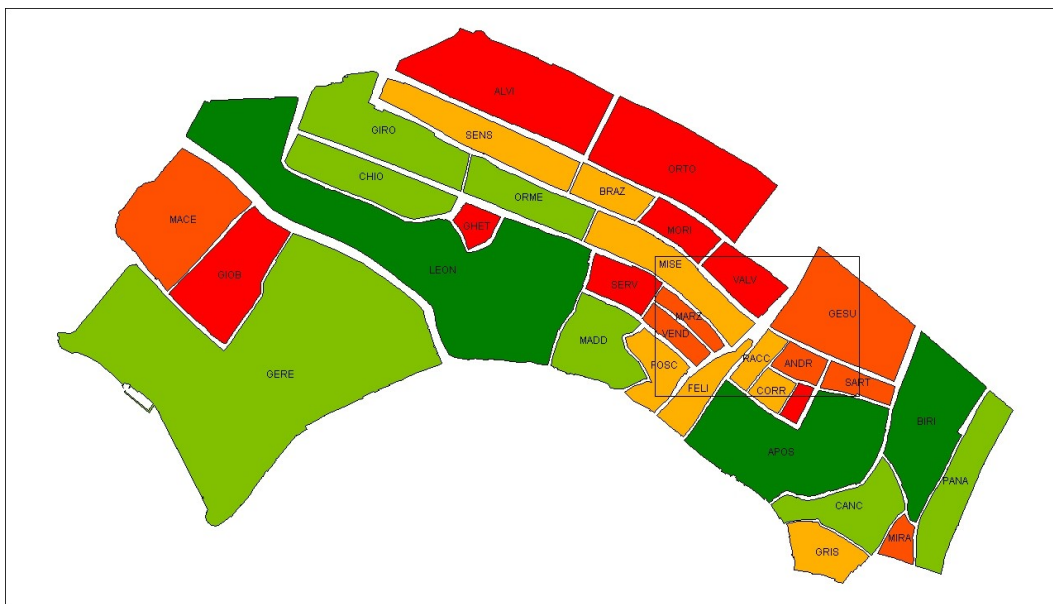 ALVI
GIRO
SENS
ORTO
CHIO
BRAZ
ORME
MACE
GHET
MORI
MISE
LEON
GIOB
SERV
VALV
MARZ
GESU
VEND
MADD
RACC
ANDR
GERE
FOSC
FELI
CORR
SART
BIRI
APOS
PANA
CANC
MIRA
GRIS